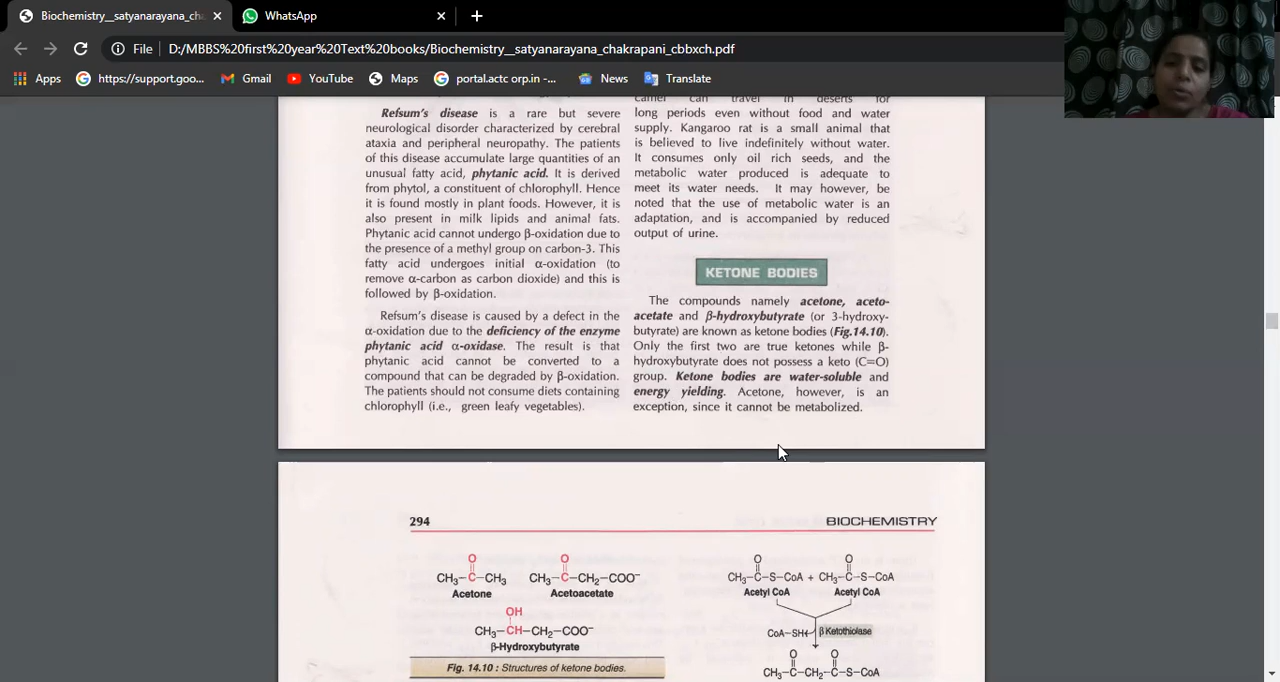 Biochemistry__satyanarayana_ch
WhatsApp
File D:/MBBS%20first%20year%20Text%20books/Biochemistry__satyanarayana_chakrapani_cbbxch.pdf
Apps https://support.goo... Gmail YouTube Maps portal.actc orp.in -... News Translate
Refsum's disease is a rare but severe
neurological disorder characterized by cerebral
ataxia and peripheral neuropathy. The patients
of this disease accumulate large quantities of an
unusual fatty acid, phytanic acid. It is derived
from phytol, a constituent of chlorophyll. Hence
it is found mostly in plant foods. However, it is
also present in milk lipids and animal fats.
Phytanic acid cannot undergo β-oxidation due to
the presence of a methyl group on carbon-3. This
fatty acid undergoes initial α-oxidation (to
remove α-carbon as carbon dioxide) and this is
followed by β-oxidation.
Refsum's disease is caused by a defect in the
α-oxidation due to the deficiency of the enzyme
phytanic acid α-oxidase. The result is that
phytanic acid cannot be converted to a
compound that can be degraded by β-oxidation.
The patients should not consume diets containing
chlorophyll (i.e., green leafy vegetables).
camel can travel in deserts for
long periods even without food and water
supply. Kangaroo rat is a small animal that
is believed to live indefinitely without water.
It consumes only oil rich seeds, and the
metabolic water produced is adequate to
meet its water needs. It may however, be
noted that the use of metabolic water is an
adaptation, and is accompanied by reduced
output of urine.
KETONE BODIES
The compounds namely acetone, aceto-
acetate and β-hydroxybutyrate (or 3-hydroxy-
butyrate) are known as ketone bodies (Fig.14.10).
Only the first two are true ketones while β-
hydroxybutyrate does not possess a keto (C=O)
group. Ketone bodies are water-soluble and
energy yielding. Acetone, however, is an
exception, since it cannot be metabolized.
294
BIOCHEMISTRY
O
CH3–C–CH3
Acetone
O
CH3–C–CH2–COO–
Acetoacetate
OH
CH3–CH–CH2–COO–
β-Hydroxybutyrate
Fig. 14.10 : Structures of ketone bodies.
O O
CH3–C–S–CoA + CH3–C–S–CoA
Acetyl CoA Acetyl CoA
CoA–SH β Ketothiolase
O O
CH3–C–CH2–C–S–CoA